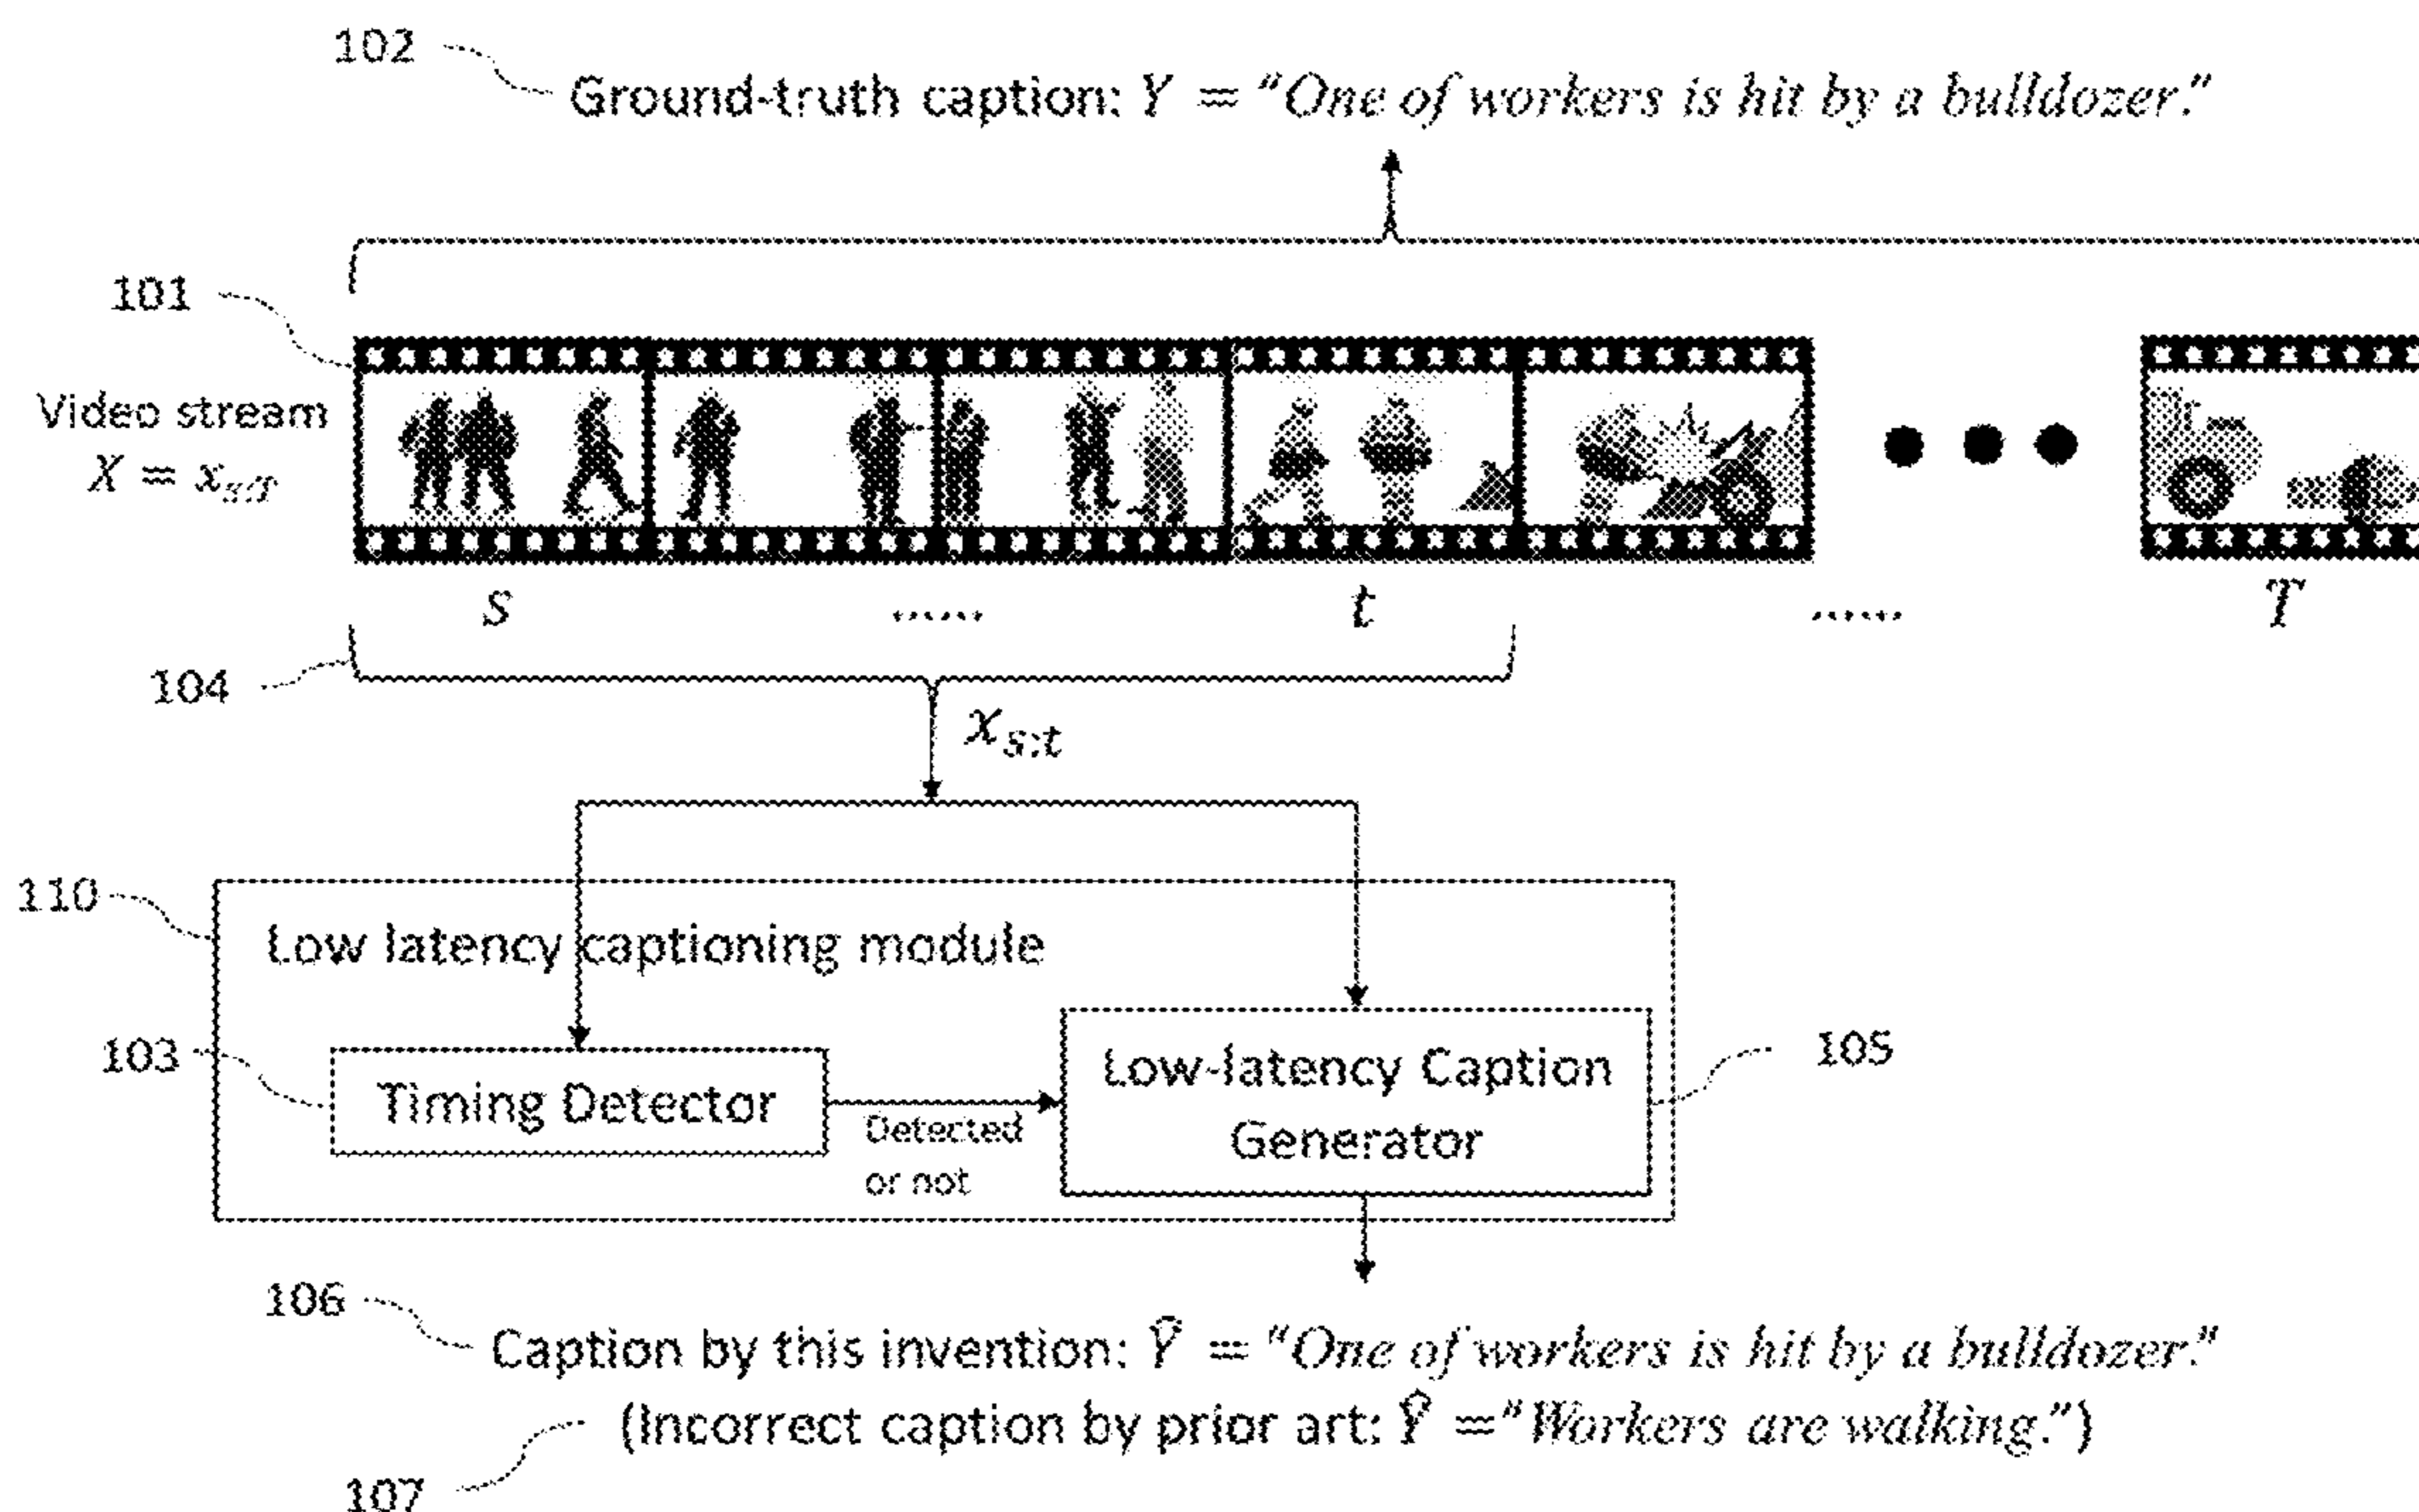 102
Ground-truth caption: Y = "One of workers is hit by a bulldozer."
101
Video stream
X = x_{s:T}
s ...... t ...... T
104
x_{s:t}
110
Low latency captioning module
103
Timing Detector
Detected
or not
Low-latency Caption
Generator
105
106
Caption by this invention: Ŷ = "One of workers is hit by a bulldozer."
(Incorrect caption by prior art: Ŷ ="Workers are walking.")
107